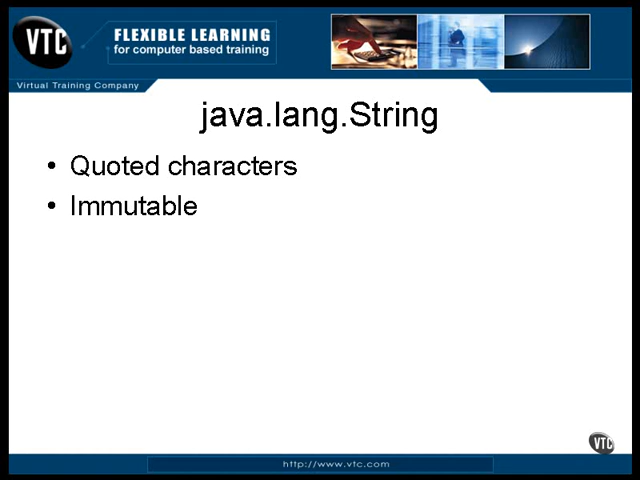 VTC
FLEXIBLE LEARNING
for computer based training
Virtual Training Company
java.lang.String
• Quoted characters
• Immutable
VTC
http://www.vtc.com